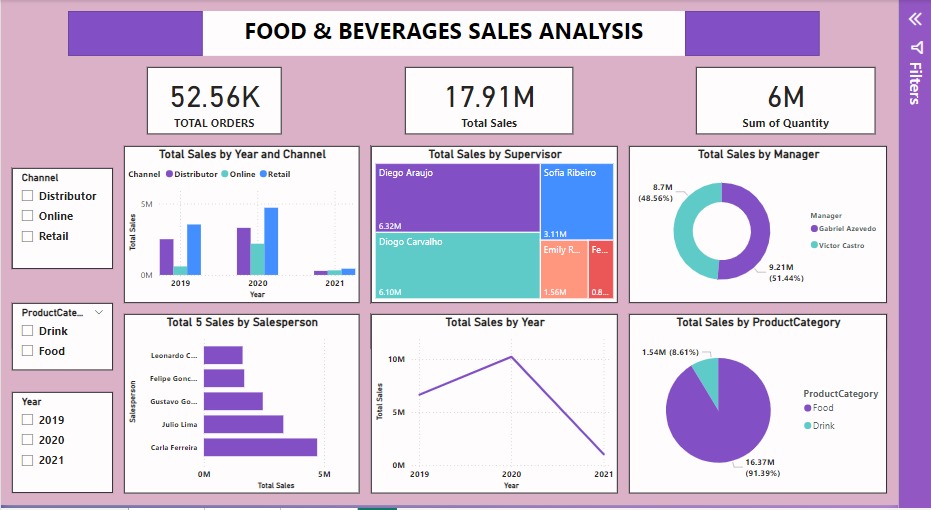 FOOD & BEVERAGES SALES ANALYSIS
Filters
52.56K
TOTAL ORDERS
17.91M
Total Sales
6M
Sum of Quantity
Channel
Distributor
Online
Retail
ProductCate...
Drink
Food
Year
2019
2020
2021
Total Sales by Year and Channel
Channel Distributor Online Retail
Total Sales
5M
0M
2019 2020 2021
Year
Total Sales by Supervisor
Diego Araujo
6.32M
Diogo Carvalho
6.10M
Sofia Ribeiro
3.11M
Emily R...
1.56M
Fe...
0.8...
Total Sales by Manager
8.7M
(48.56%)
9.21M
(51.44%)
Manager
Gabriel Azevedo
Victor Castro
Total 5 Sales by Salesperson
Salesperson
Leonardo C...
Felipe Gonc...
Gustavo Go...
Julio Lima
Carla Ferreira
0M 5M
Total Sales
Total Sales by Year
Total Sales
10M
5M
0M
2019 2020 2021
Year
Total Sales by ProductCategory
1.54M (8.61%)
16.37M
(91.39%)
ProductCategory
Food
Drink